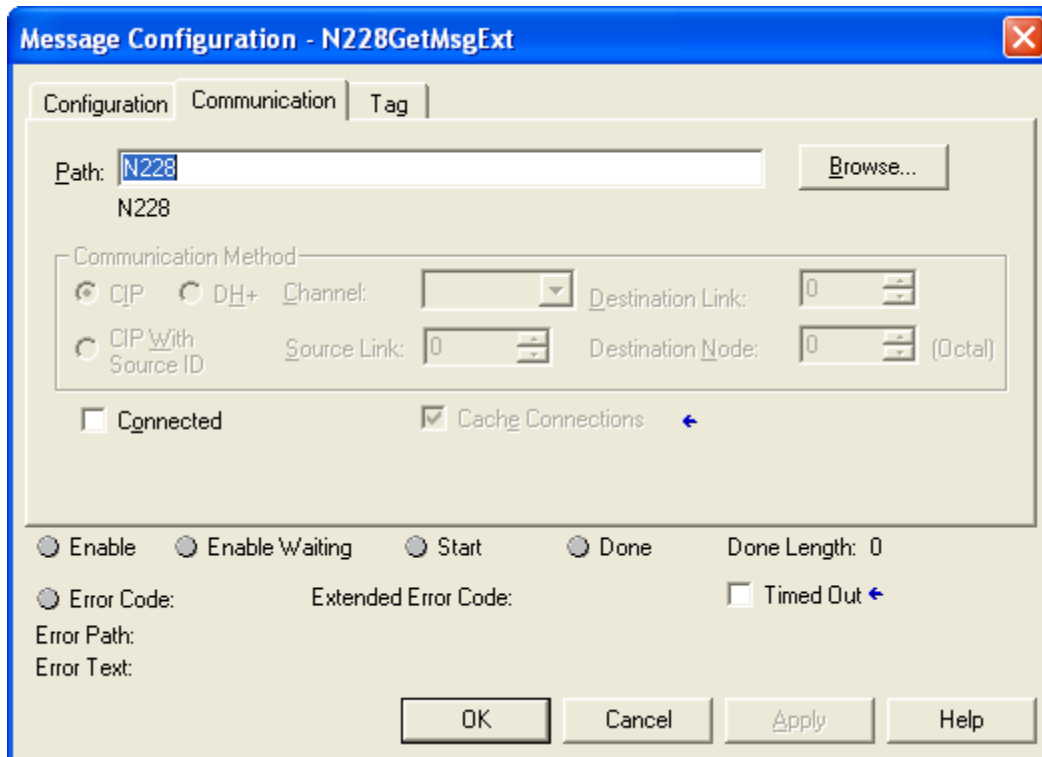 Message Configuration - N228GetMsgExt
Configuration Communication Tag
Path: N228 Browse...
N228
Communication Method
CIP DH+ Channel: Destination Link: 0
CIP With Source ID Source Link: 0 Destination Node: 0 (Octal)
Connected Cache Connections
Enable Enable Waiting Start Done Done Length: 0
Error Code: Extended Error Code: Timed Out
Error Path:
Error Text:
OK Cancel Apply Help